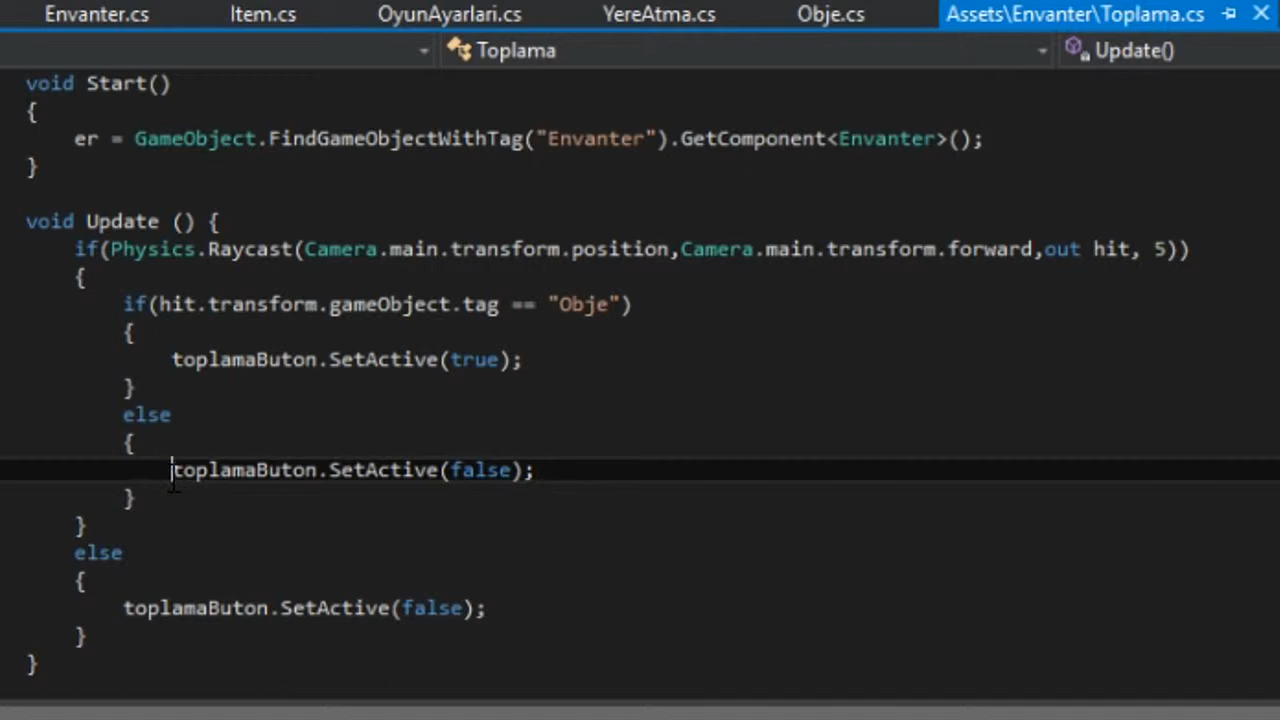 Envanter.cs Item.cs OyunAyarlari.cs YereAtma.cs Obje.cs Assets\Envanter\Toplama.cs
Toplama Update()
void Start()
{
er = GameObject.FindGameObjectWithTag("Envanter").GetComponent<Envanter>();
}
void Update () {
if(Physics.Raycast(Camera.main.transform.position,Camera.main.transform.forward,out hit, 5))
{
if(hit.transform.gameObject.tag == "Obje")
{
toplamaButon.SetActive(true);
}
else
{
toplamaButon.SetActive(false);
}
}
else
{
toplamaButon.SetActive(false);
}
}